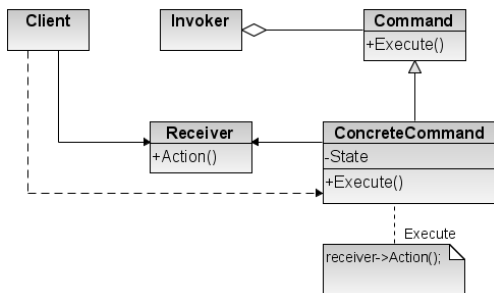 Client
Invoker
Command
+Execute()
Receiver
+Action()
ConcreteCommand
-State
+Execute()
Execute
receiver->Action();